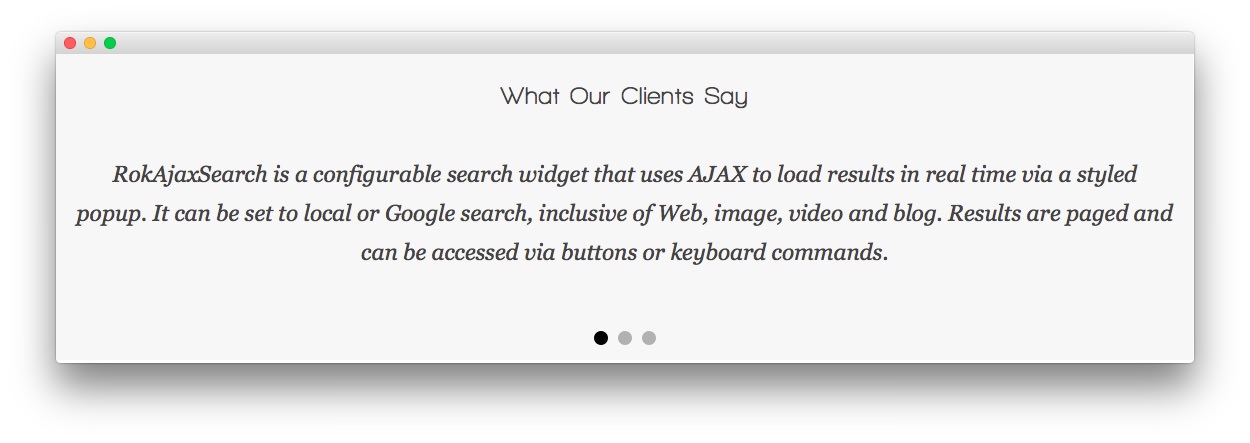 What Our Clients Say
RokAjaxSearch is a configurable search widget that uses AJAX to load results in real time via a styled
popup. It can be set to local or Google search, inclusive of Web, image, video and blog. Results are paged and
can be accessed via buttons or keyboard commands.